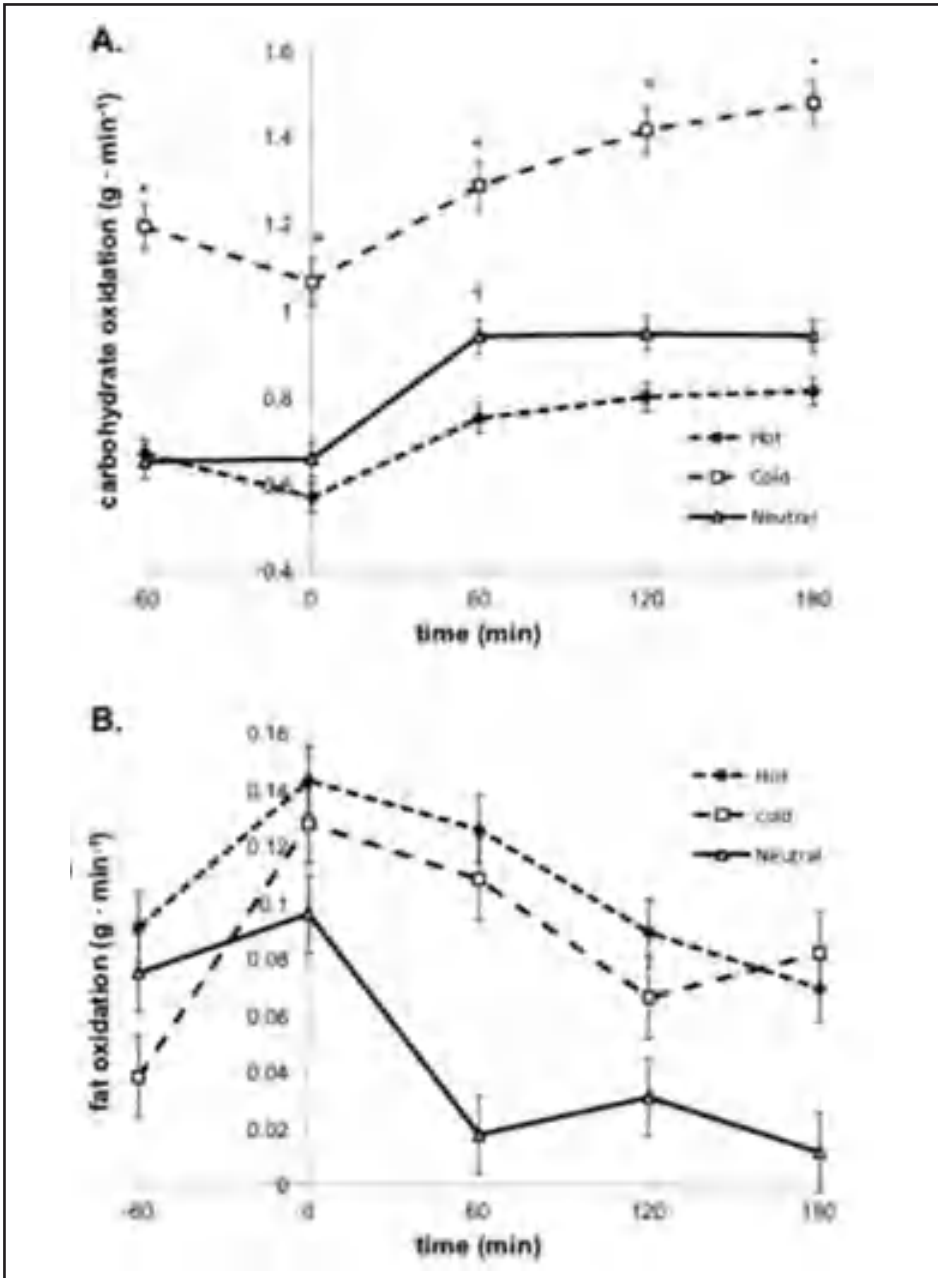 A.
carbohydrate oxidation (g · min⁻¹)
1.6
1.4
1.2
1
0.8
0.6
0.4
Hot
Cold
Neutral
-60 0 60 120 180
time (min)
B.
fat oxidation (g · min⁻¹)
0.16
0.14
0.12
0.1
0.08
0.06
0.04
0.02
0
Hot
Cold
Neutral
-60 0 60 120 180
time (min)